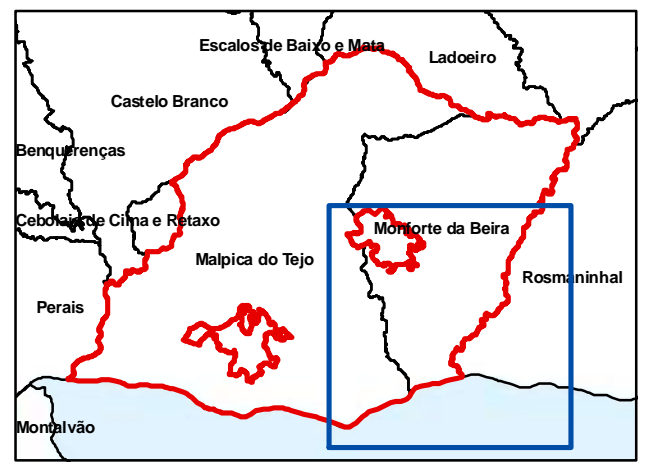 Escalos de Baixo e Mata
Ladoeiro
Castelo Branco
Benquerenças
Cebolais de Cima e Retaxo
Monforte da Beira
Malpica do Tejo
Rosmaninhal
Perais
Montalvão